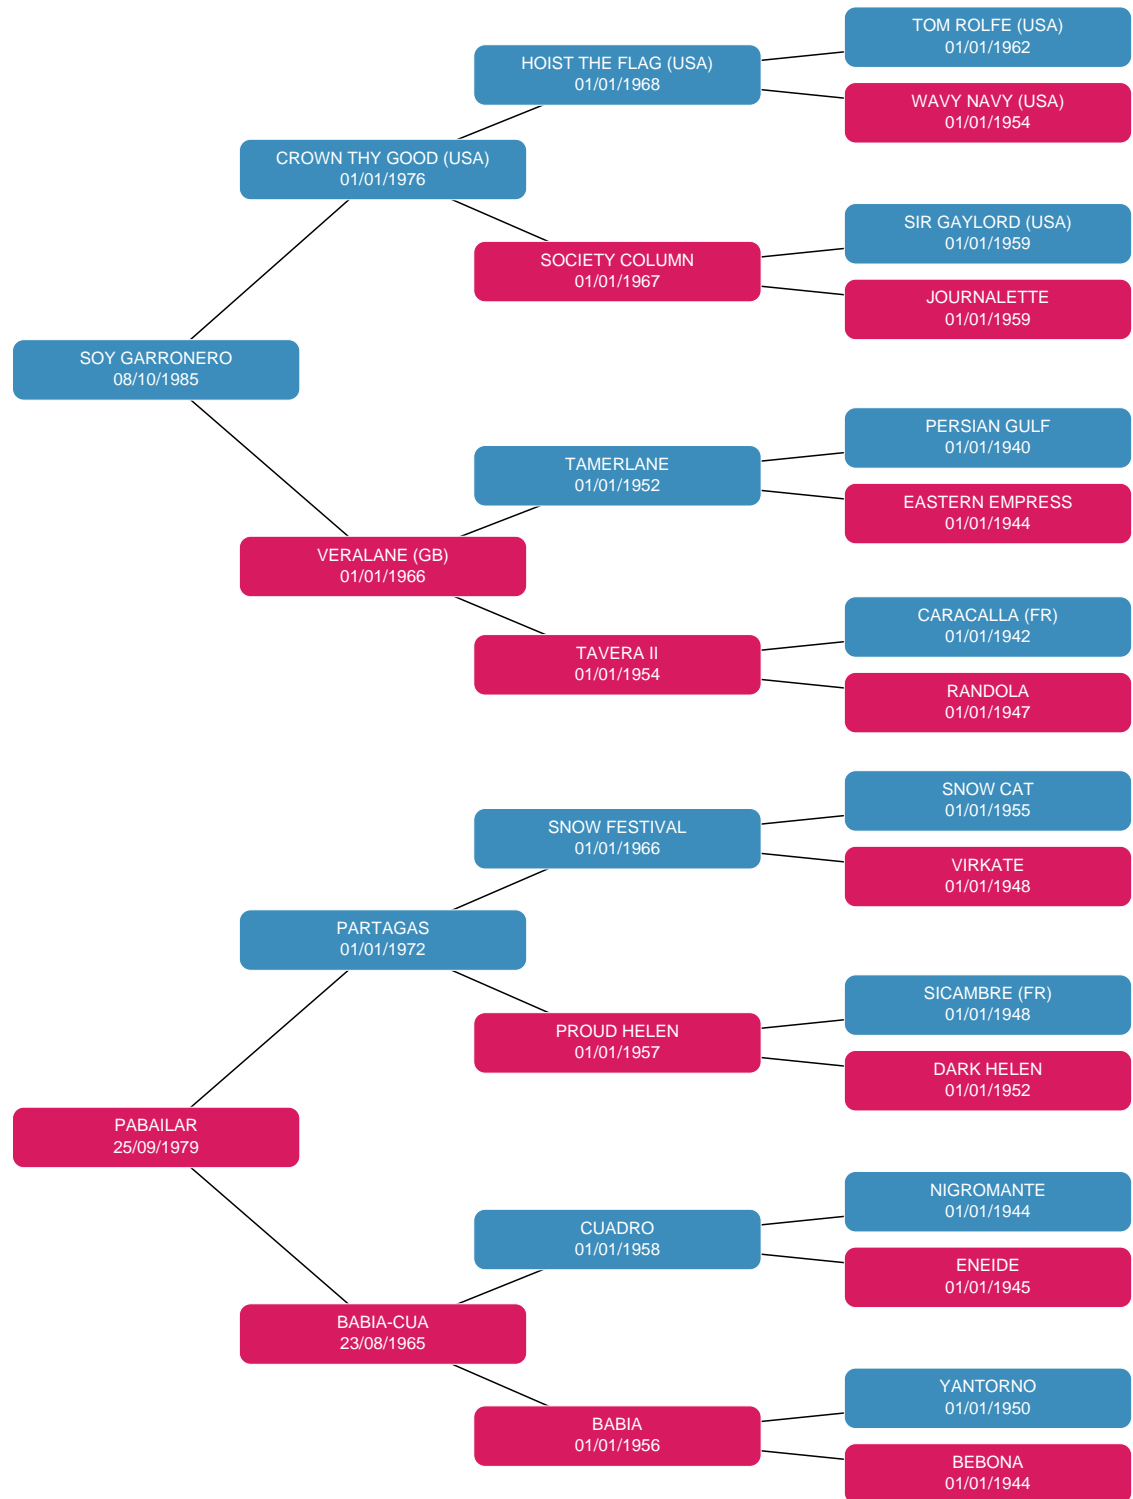 TOM ROLFE (USA)
01/01/1962
HOIST THE FLAG (USA)
01/01/1968
WAVY NAVY (USA)
01/01/1954
CROWN THY GOOD (USA)
01/01/1976
SIR GAYLORD (USA)
01/01/1959
SOCIETY COLUMN
01/01/1967
JOURNALETTE
01/01/1959
SOY GARRONERO
08/10/1985
PERSIAN GULF
01/01/1940
TAMERLANE
01/01/1952
EASTERN EMPRESS
01/01/1944
VERALANE (GB)
01/01/1966
CARACALLA (FR)
01/01/1942
TAVERA II
01/01/1954
RANDOLA
01/01/1947
SNOW CAT
01/01/1955
SNOW FESTIVAL
01/01/1966
VIRKATE
01/01/1948
PARTAGAS
01/01/1972
SICAMBRE (FR)
01/01/1948
PROUD HELEN
01/01/1957
DARK HELEN
01/01/1952
PABAILAR
25/09/1979
NIGROMANTE
01/01/1944
CUADRO
01/01/1958
ENEIDE
01/01/1945
BABIA-CUA
23/08/1965
YANTORNO
01/01/1950
BABIA
01/01/1956
BEBONA
01/01/1944